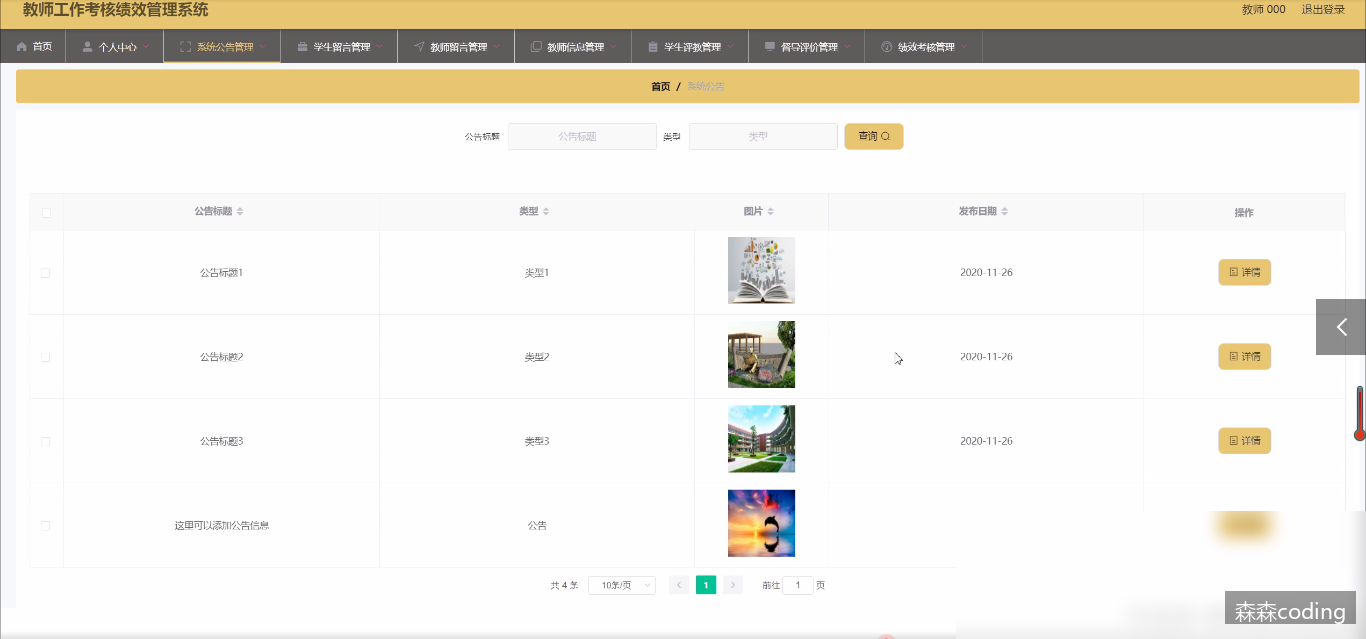 教师工作考核绩效管理系统
教师 000 退出登录
首页 个人中心 系统公告管理 学生留言管理 教师留言管理 教师信息管理 学生评教管理 督导评价管理 绩效考核管理
首页 / 系统公告
公告标题 公告标题 类型 类型 查询
公告标题 类型 图片 发布日期 操作
公告标题1 类型1 2020-11-26 详情
公告标题2 类型2 2020-11-26 详情
公告标题3 类型3 2020-11-26 详情
这里可以添加公告信息 公告
共 4 条 10条/页 1 前往 1 页
森森coding